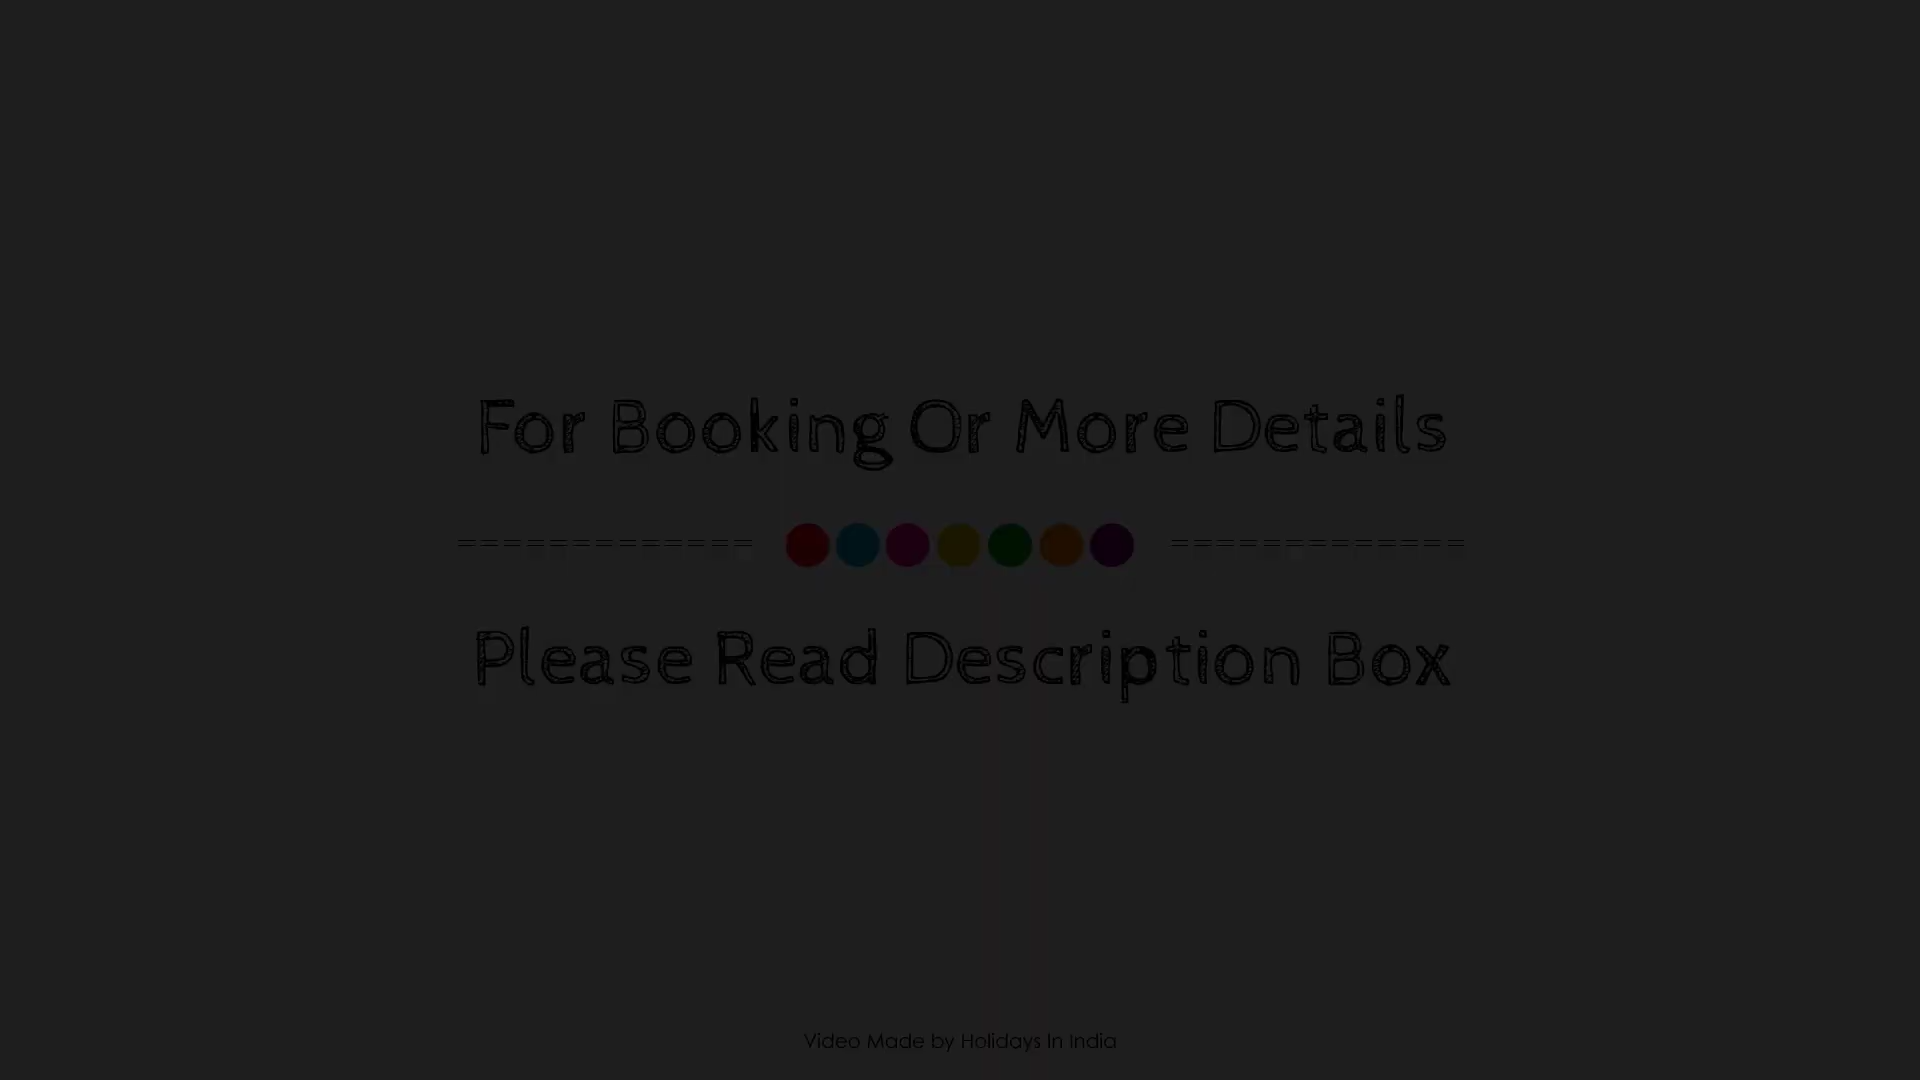 For Booking Or More Details
============= =============
Please Read Description Box
Video Made by Holidays In India